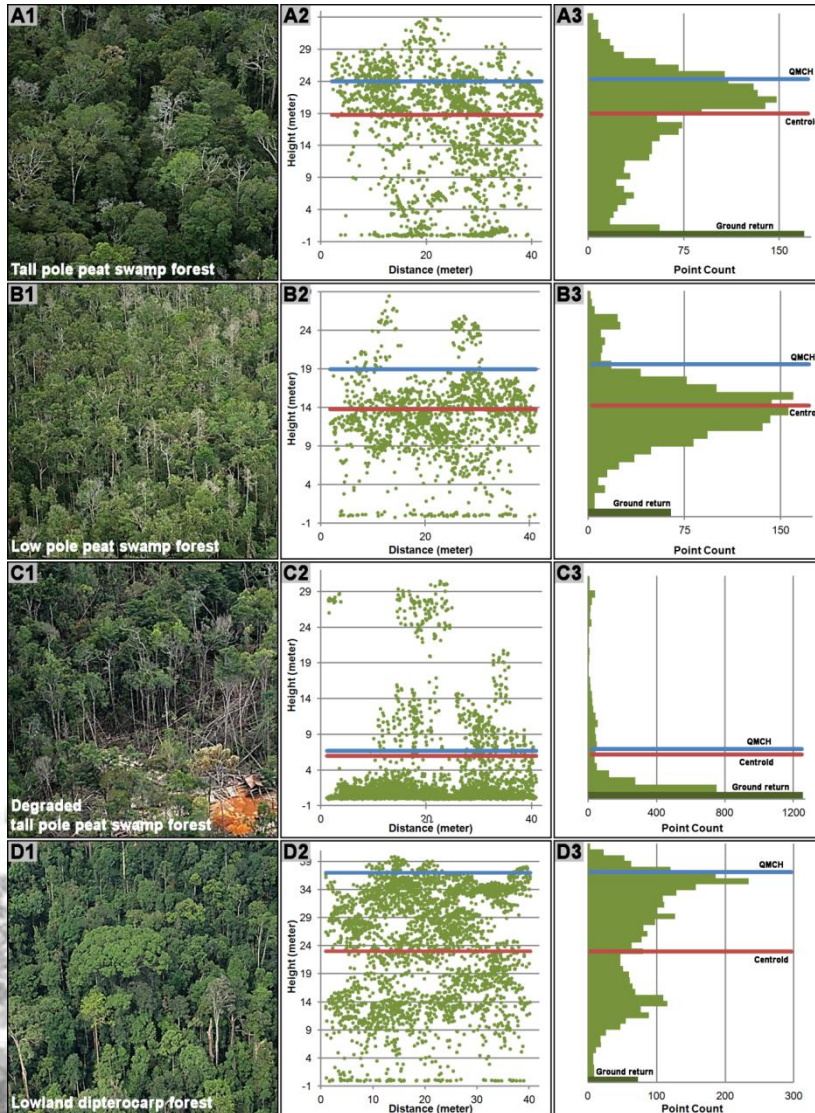 A1
Tall pole peat swamp forest
A2
Height (meter)
34
29
24
19
14
9
4
-1
0 20 40
Distance (meter)
A3
QMCH
Centroid
Ground return
0 75 150
Point Count
B1
Low pole peat swamp forest
B2
Height (meter)
29
24
19
14
9
4
-1
0 20 40
Distance (meter)
B3
QMCH
Centro
Ground return
0 75 150
Point Count
C1
Degraded
tall pole peat swamp forest
C2
Height (meter)
29
24
19
14
9
4
-1
0 20 40
Distance (meter)
C3
QMCH
Centroid
Ground return
0 400 800 1200
Point Count
D1
Lowland dipterocarp forest
D2
Height (meter)
39
34
29
24
19
14
9
4
-1
0 10 20 30 40
Distance (meter)
D3
QMCH
Centroid
Ground return
0 100 200 300
Point Count